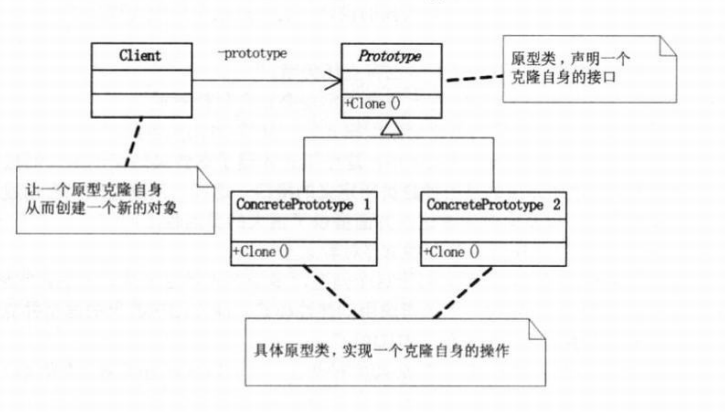 Client
-prototype
Prototype
+Clone()
原型类,声明一个
克隆自身的接口
让一个原型克隆自身
从而创建一个新的对象
ConcretePrototype 1
+Clone()
ConcretePrototype 2
+Clone()
具体原型类,实现一个克隆自身的操作